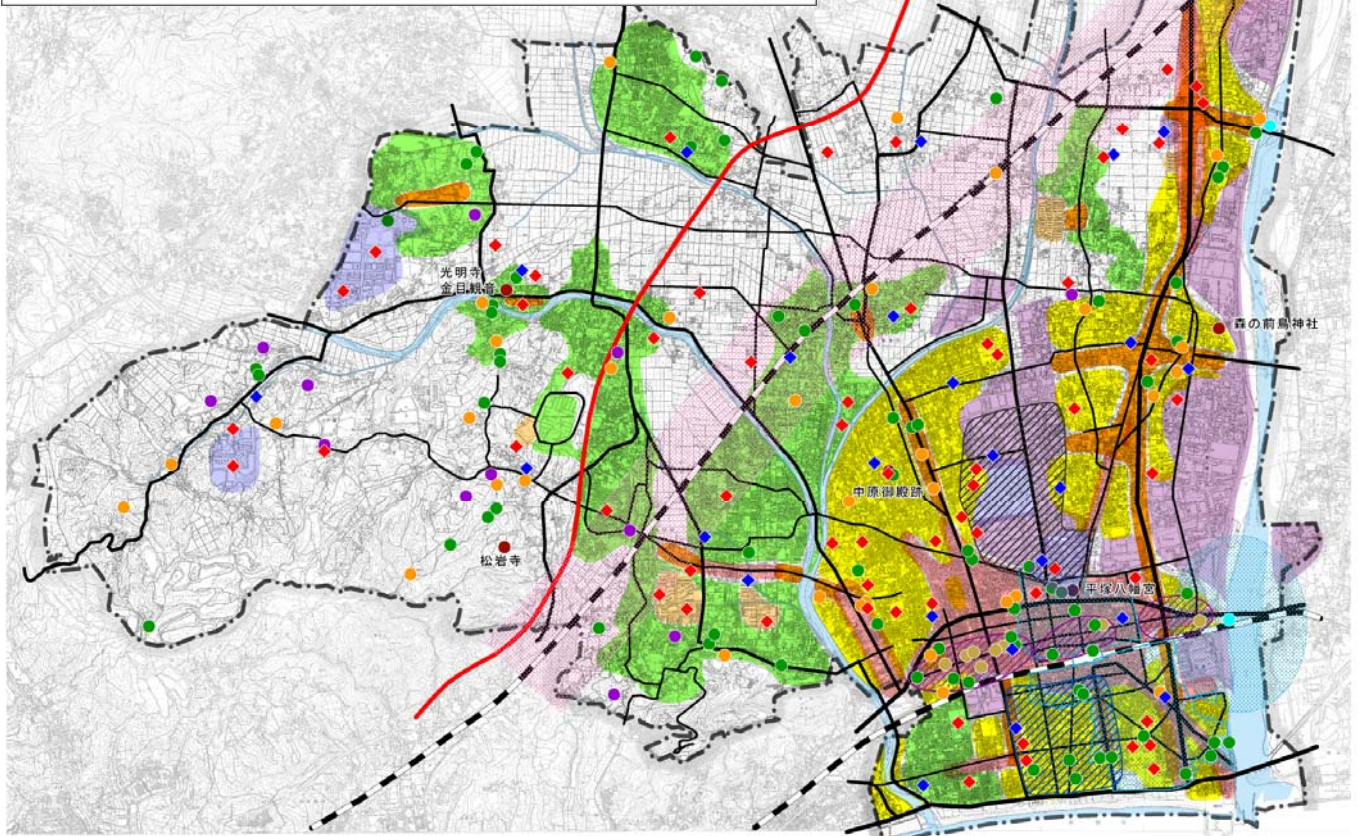 光明寺
金目観音
森の前鳥神社
中原御殿跡
松岩寺
平塚八幡宮